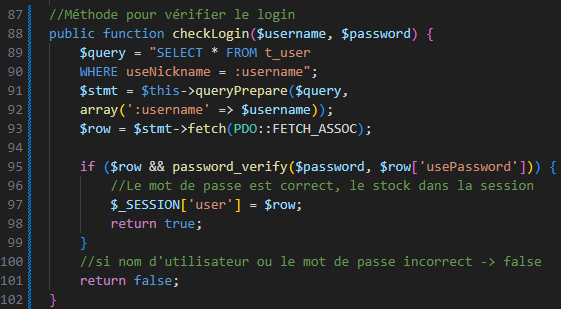 87 //Méthode pour vérifier le login
88 public function checkLogin($username, $password) {
89 $query = "SELECT * FROM t_user
90 WHERE useNickname = :username";
91 $stmt = $this->queryPrepare($query,
92 array(':username' => $username));
93 $row = $stmt->fetch(PDO::FETCH_ASSOC);
94
95 if ($row && password_verify($password, $row['usePassword'])) {
96 //Le mot de passe est correct, le stock dans la session
97 $_SESSION['user'] = $row;
98 return true;
99 }
100 //si nom d'utilisateur ou le mot de passe incorrect -> false
101 return false;
102 }